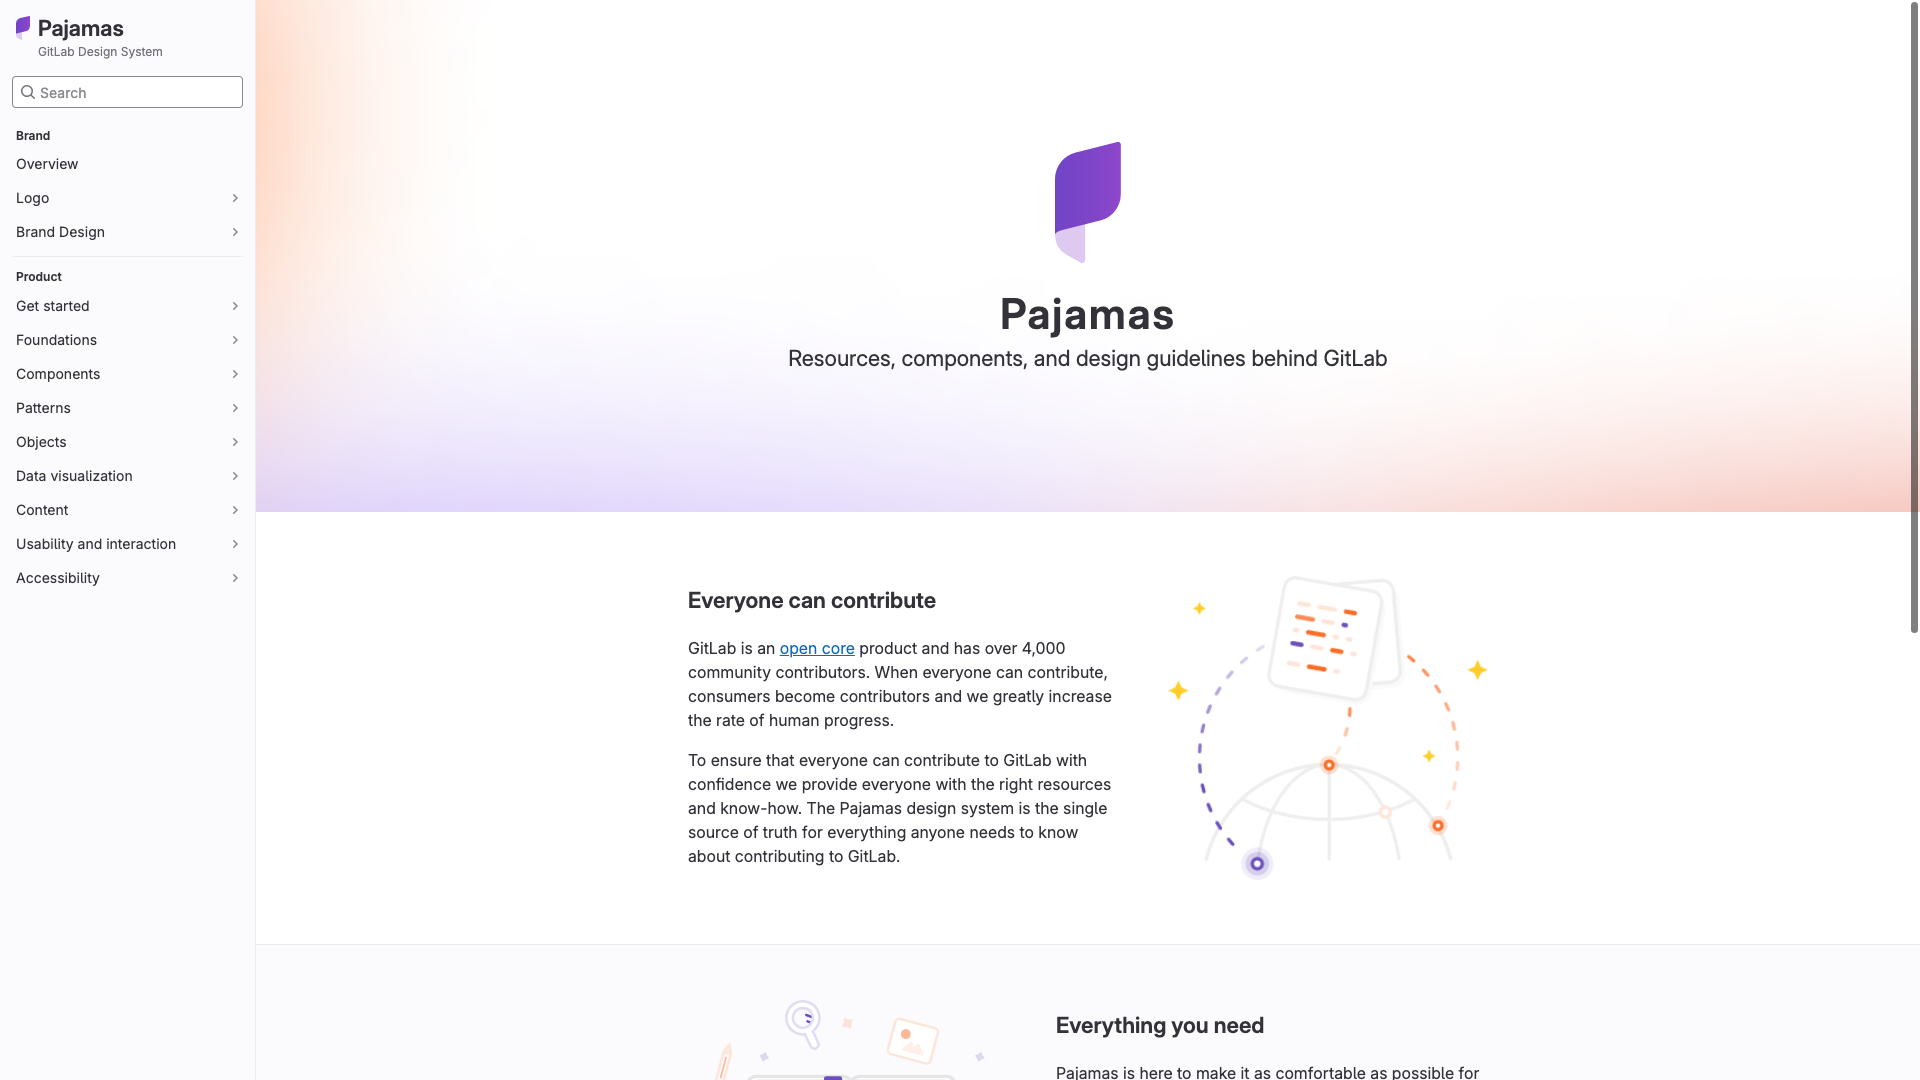 Pajamas
GitLab Design System
Search
Brand
Overview
Logo
Brand Design
Product
Get started
Foundations
Components
Patterns
Objects
Data visualization
Content
Usability and interaction
Accessibility
Pajamas
Resources, components, and design guidelines behind GitLab
Everyone can contribute
GitLab is an open core product and has over 4,000
community contributors. When everyone can contribute,
consumers become contributors and we greatly increase
the rate of human progress.
To ensure that everyone can contribute to GitLab with
confidence we provide everyone with the right resources
and know-how. The Pajamas design system is the single
source of truth for everything anyone needs to know
about contributing to GitLab.
Everything you need
Pajamas is here to make it as comfortable as possible for